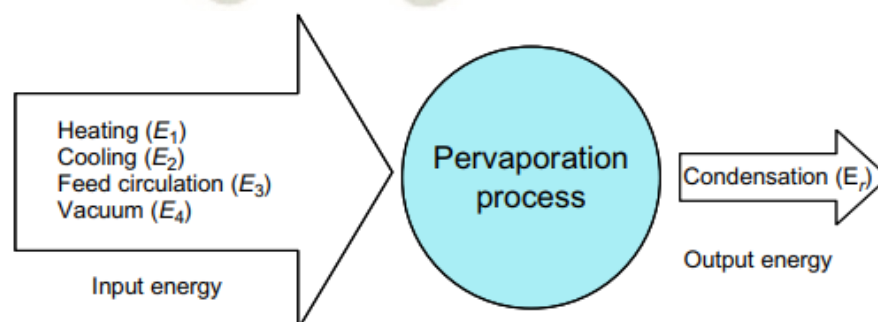 Heating (E1)
Cooling (E2)
Feed circulation (E3)
Vacuum (E4)
Input energy
Pervaporation
process
Condensation (Er)
Output energy